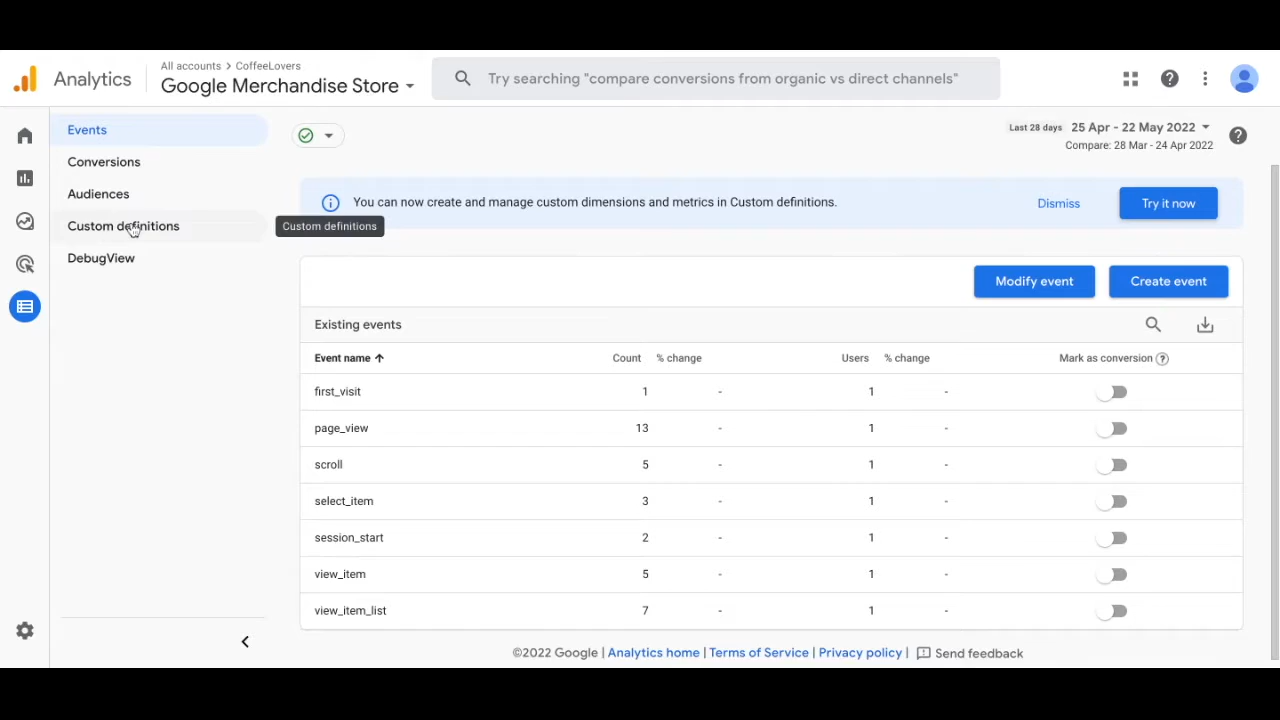 Analytics
All accounts > CoffeeLovers
Google Merchandise Store
Try searching "compare conversions from organic vs direct channels"
Events
Conversions
Audiences
Custom definitions
DebugView
Custom definitions
Last 28 days 25 Apr - 22 May 2022
Compare: 28 Mar - 24 Apr 2022
You can now create and manage custom dimensions and metrics in Custom definitions.
Dismiss
Try it now
Modify event
Create event
Existing events
Event name Count % change Users % change Mark as conversion
first_visit 1 - 1 -
page_view 13 - 1 -
scroll 5 - 1 -
select_item 3 - 1 -
session_start 2 - 1 -
view_item 5 - 1 -
view_item_list 7 - 1 -
©2022 Google | Analytics home | Terms of Service | Privacy policy | Send feedback